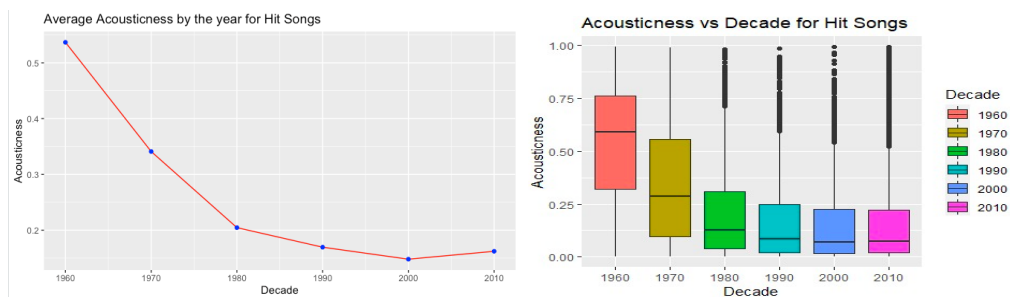 Average Acousticness by the year for Hit Songs
0.5
0.4
0.3
0.2
Acousticness
1960 1970 1980 1990 2000 2010
Decade
Acousticness vs Decade for Hit Songs
1.00
0.75
0.50
0.25
0.00
Acousticness
1960 1970 1980 1990 2000 2010
Decade
Decade
1960
1970
1980
1990
2000
2010